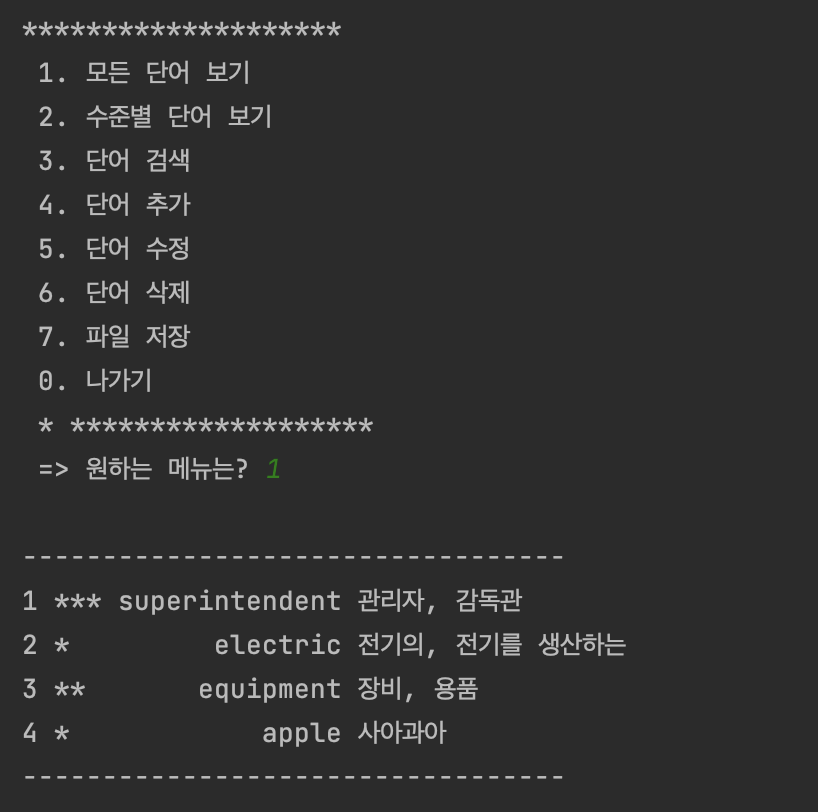 ********************
1. 모든 단어 보기
2. 수준별 단어 보기
3. 단어 검색
4. 단어 추가
5. 단어 수정
6. 단어 삭제
7. 파일 저장
0. 나가기
* *******************
=> 원하는 메뉴는? 1
----------------------------------
1 *** superintendent 관리자, 감독관
2 *         electric 전기의, 전기를 생산하는
3 **       equipment 장비, 용품
4 *            apple 사아과아
----------------------------------